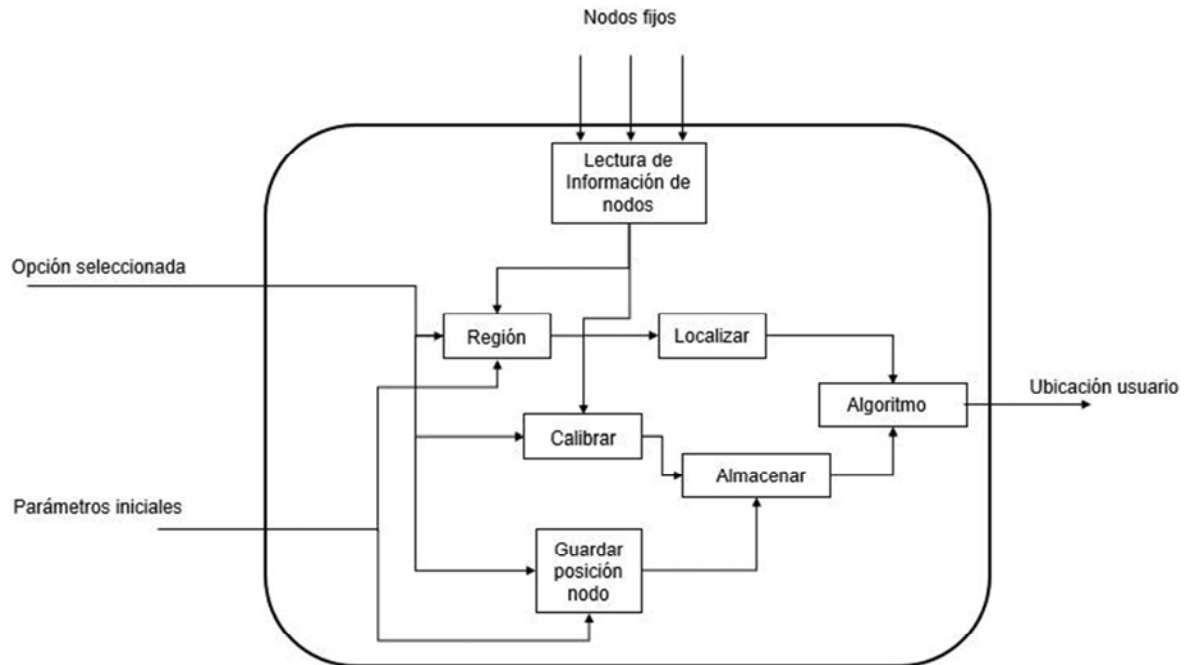 Nodos fijos
Lectura de
Información de
nodos
Opción seleccionada
Región
Localizar
Ubicación usuario
Algoritmo
Calibrar
Almacenar
Parámetros iniciales
Guardar
posición
nodo